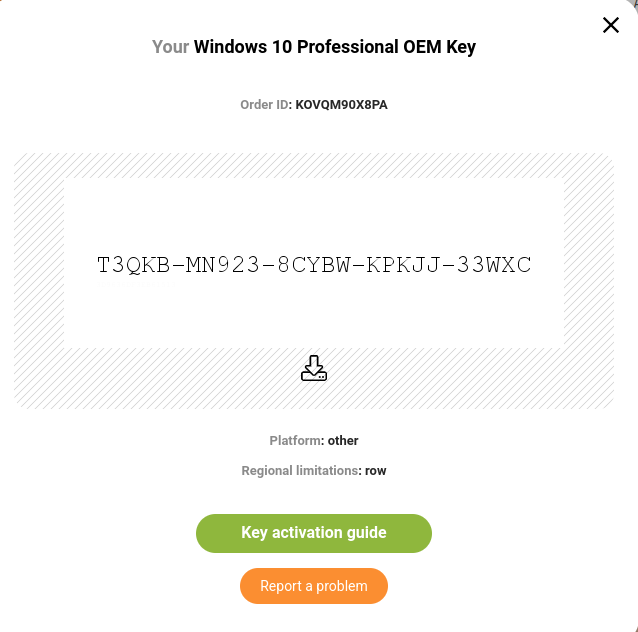 Your Windows 10 Professional OEM Key
Order ID: KOVQM90X8PA
T3QKB-MN923-8CYBW-KPKJJ-33WXC
Platform: other
Regional limitations: row
Key activation guide
Report a problem